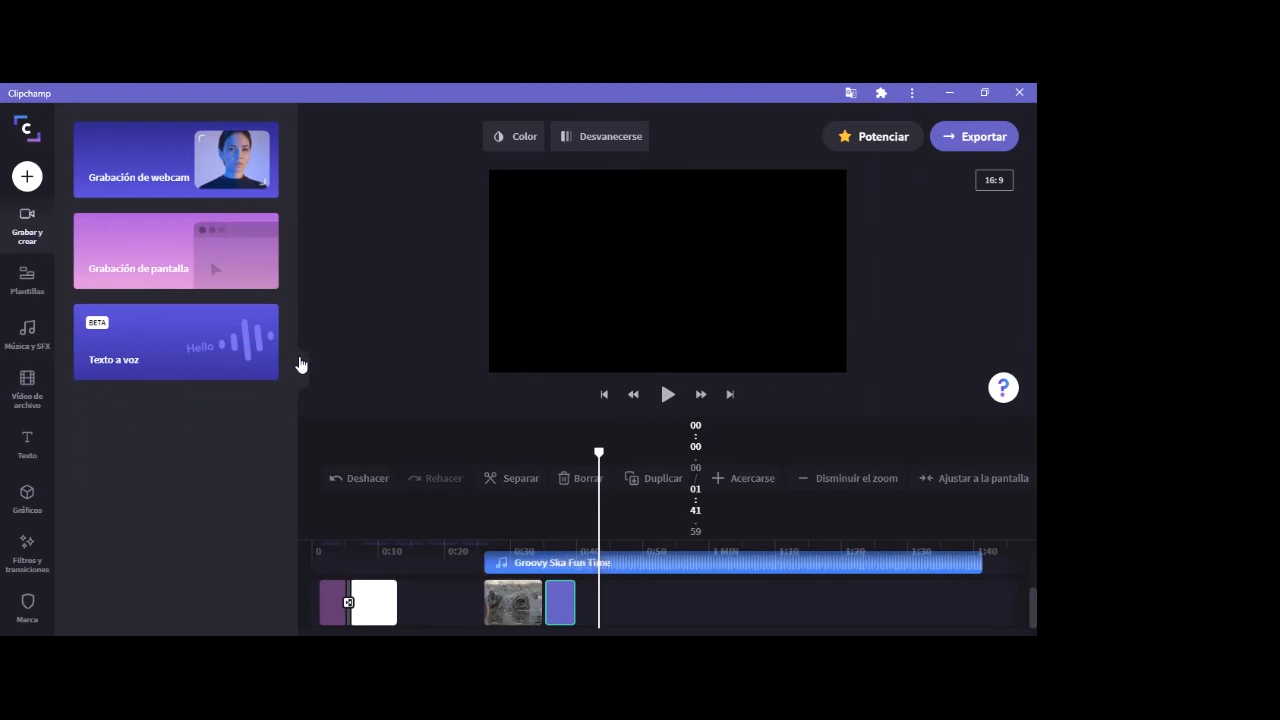 Clipchamp
Color
Desvanecerse
Potenciar
Exportar
16:9
Grabación de webcam
Grabación de pantalla
BETA
Hello
Texto a voz
Grabar y
crear
Plantillas
Música y SFX
Vídeo de
archivo
Texto
Gráficos
Filtros y
transiciones
Marca
?
00
:
00
.
00
/
01
:
41
.
59
Deshacer
Rehacer
Separar
Borrar
Duplicar
Acercarse
Disminuir el zoom
Ajustar a la pantalla
0
0:10
0:20
0:30
0:40
0:50
1 MIN
1:10
1:20
1:30
1:40
Groovy Ska Fun Time